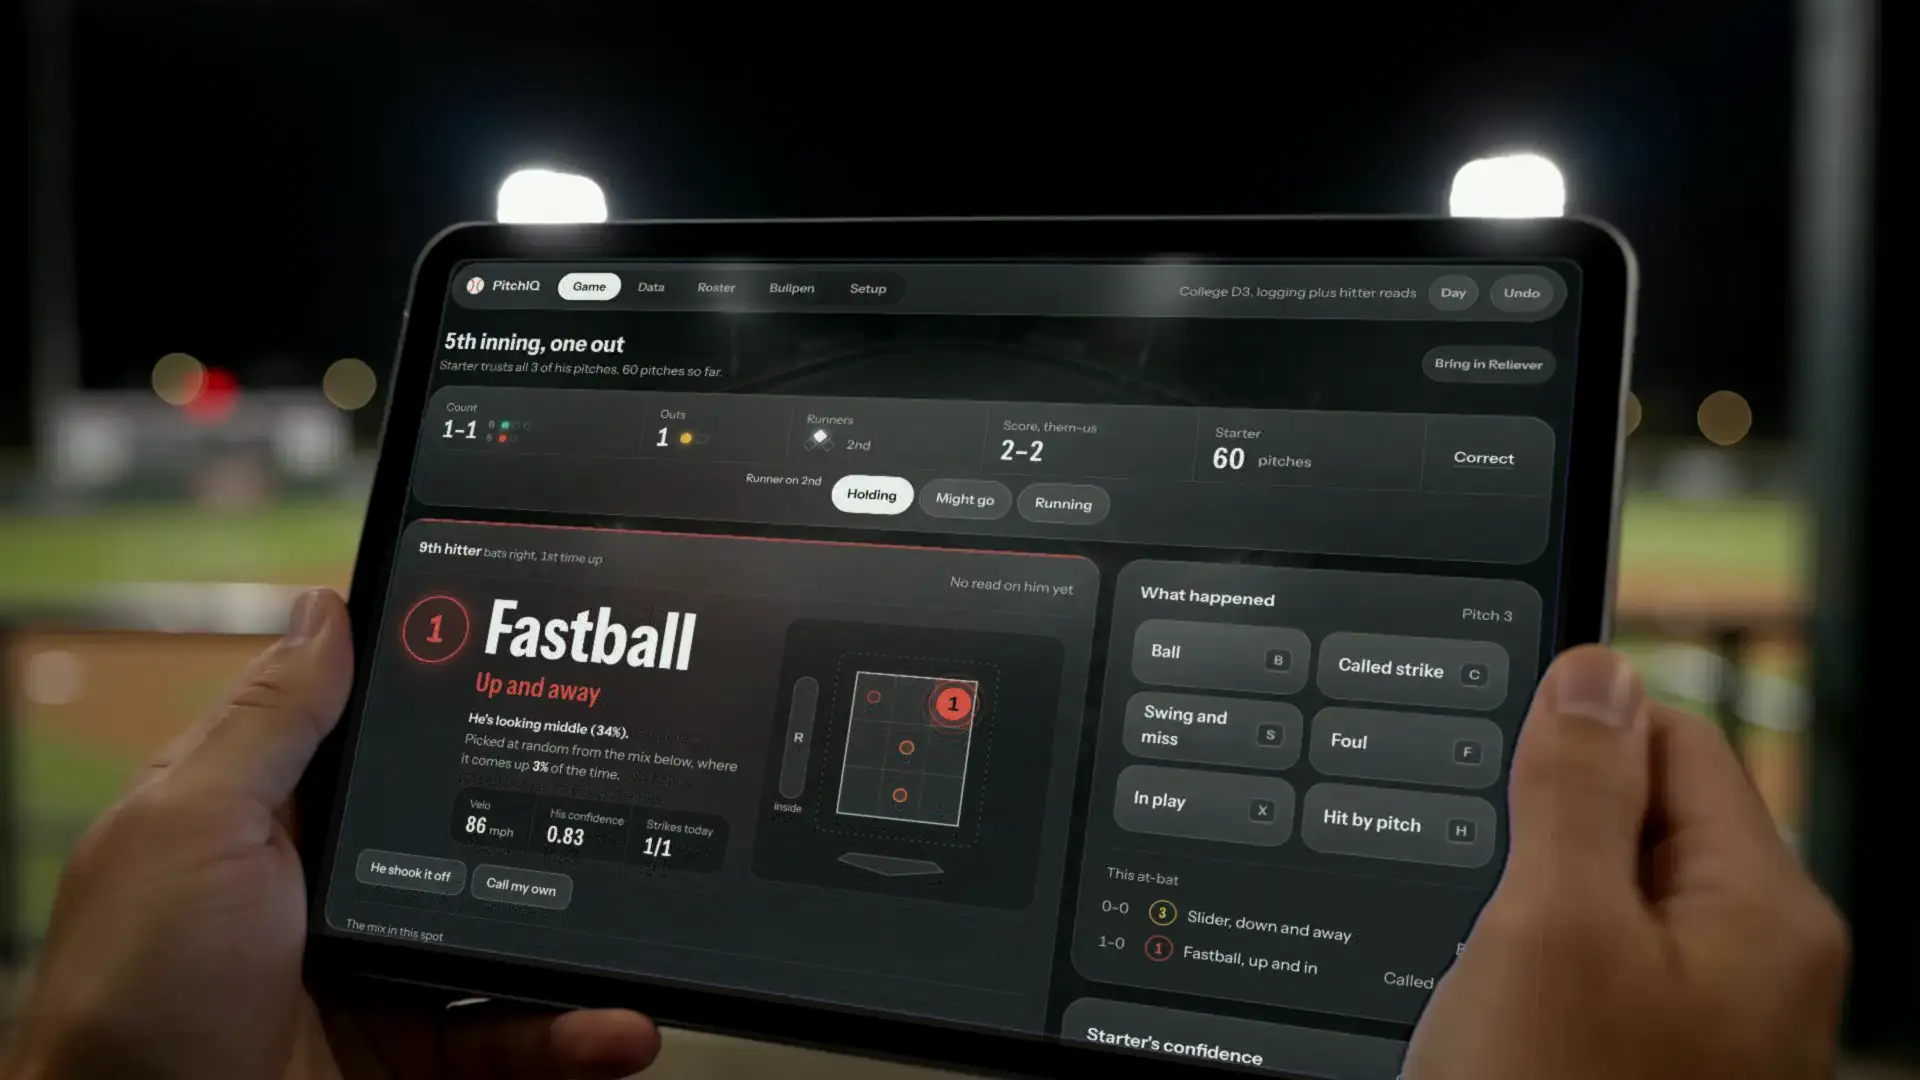 PitchIQ
Game
Data
Roster
Bullpen
Setup
College D3, logging plus hitter reads
Day
Undo
5th inning, one out
Starter trusts all 3 of his pitches. 60 pitches so far.
Bring in Reliever
Count
1-1
B
S
Outs
1
Runners
2nd
Score, them-us
2-2
Starter
60 pitches
Correct
Runner on 2nd
Holding
Might go
Running
9th hitter bats right, 1st time up
No read on him yet
1
Fastball
Up and away
He's looking middle (34%).
Picked at random from the mix below, where
it comes up 3% of the time.
Velo
86 mph
His confidence
0.83
Strikes today
1/1
He shook it off
Call my own
The mix in this spot
R
inside
1
What happened
Pitch 3
Ball
B
Called strike
C
Swing and
miss
S
Foul
F
In play
X
Hit by pitch
H
This at-bat
0-0
3
Slider, down and away
1-0
1
Fastball, up and in
Called
Starter's confidence